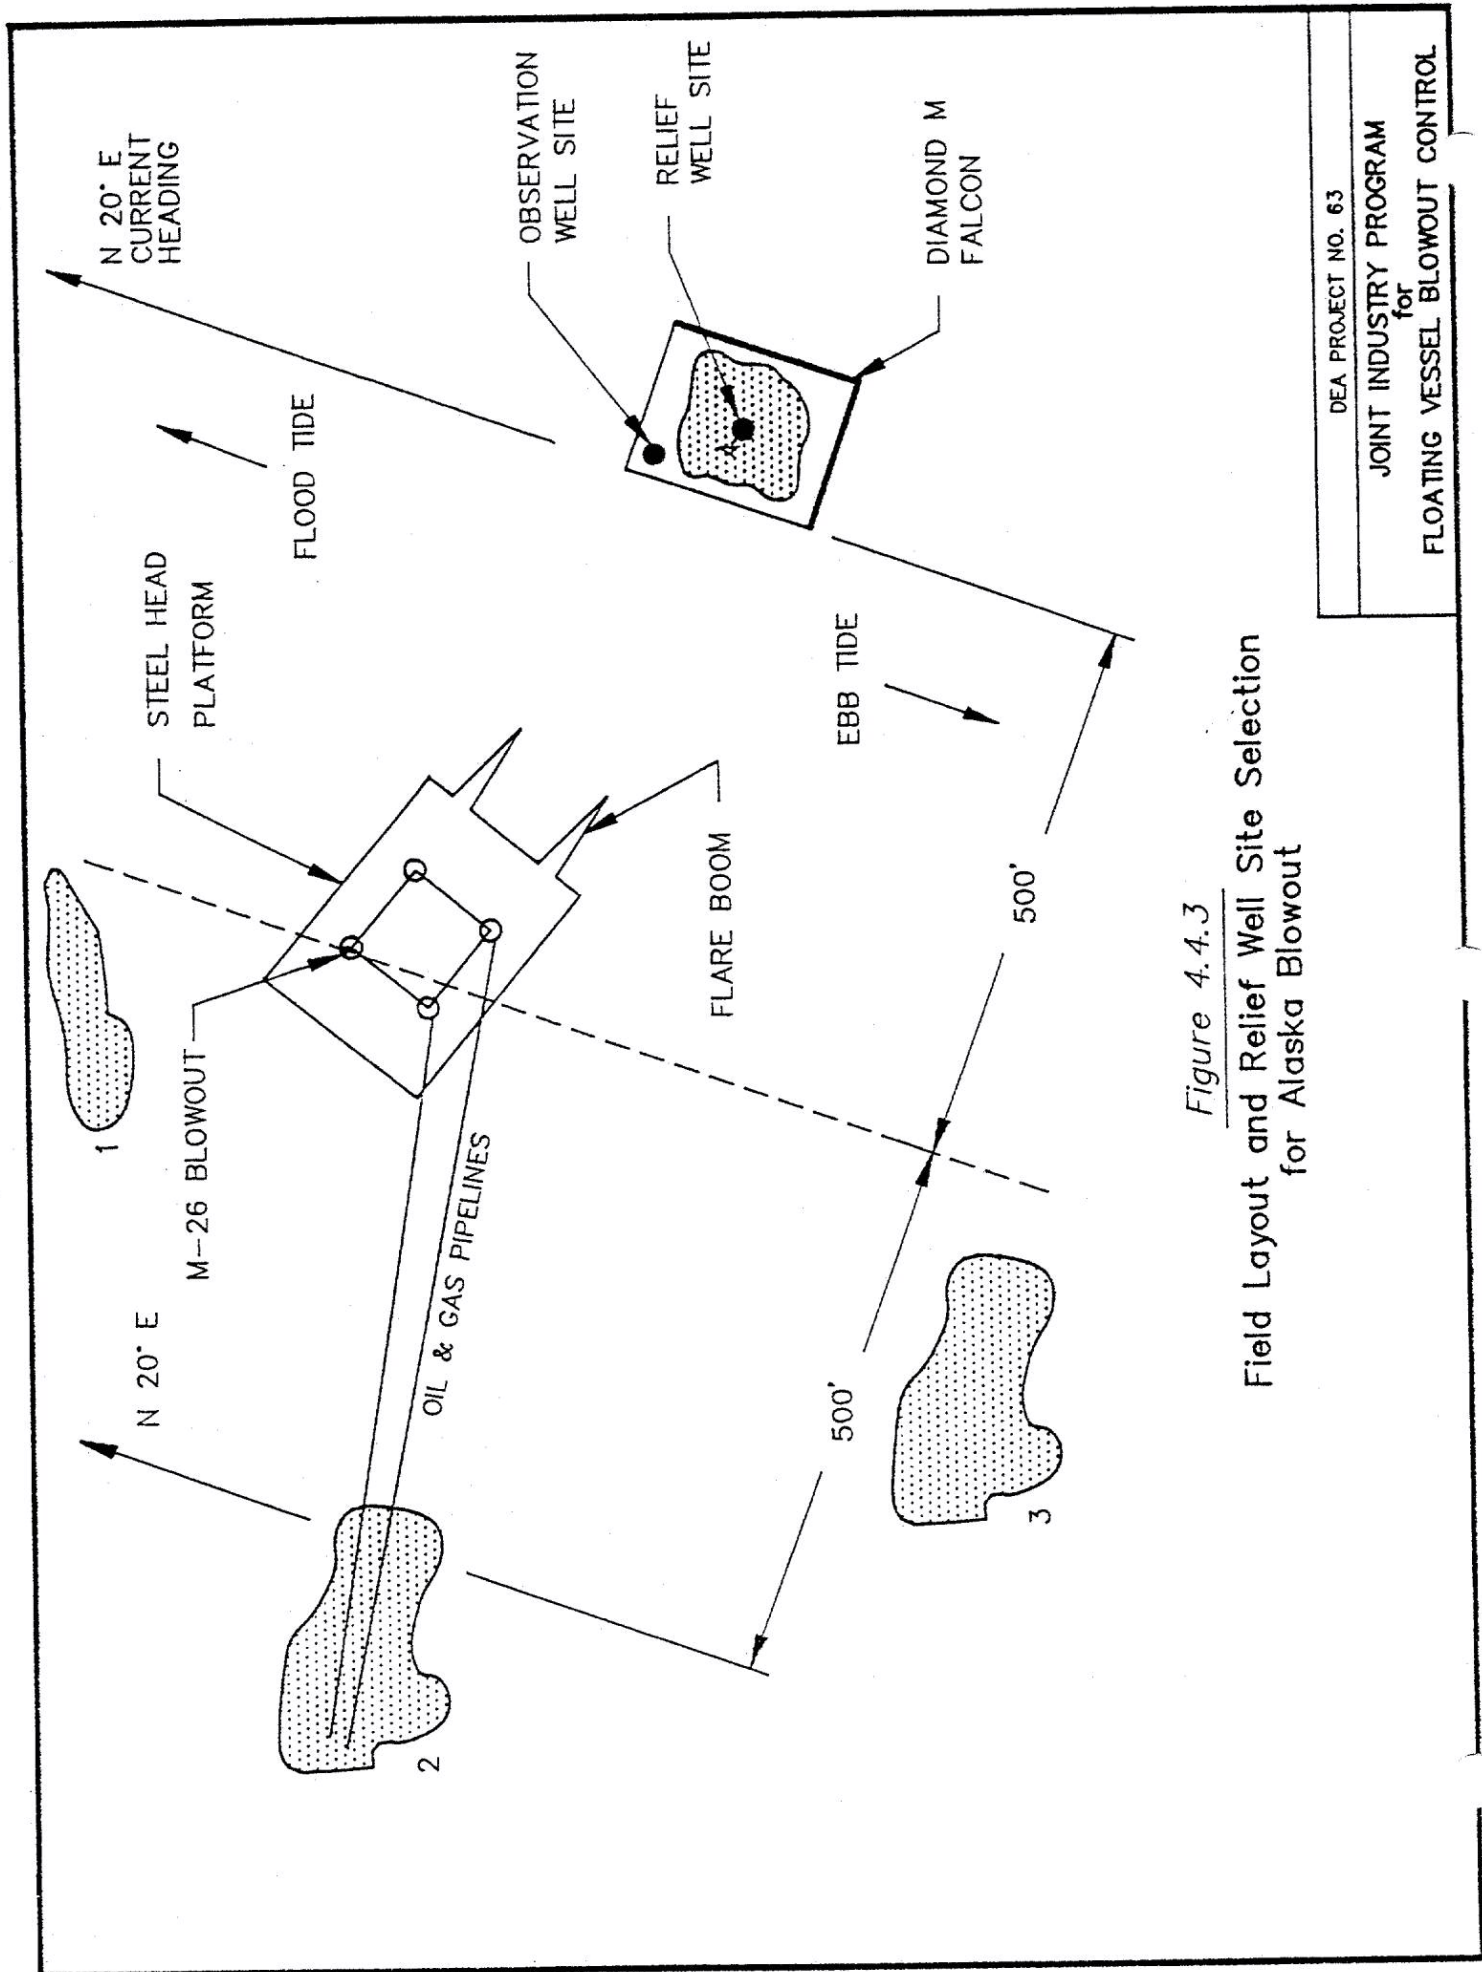 N 20° E
CURRENT
HEADING
FLOOD TIDE
OBSERVATION
WELL SITE
RELIEF
WELL SITE
DIAMOND M
FALCON
STEEL HEAD
PLATFORM
1
M-26 BLOWOUT
N 20° E
OIL & GAS PIPELINES
FLARE BOOM
EBB TIDE
2
3
500'
500'
4
Figure 4.4.3
Field Layout and Relief Well Site Selection
for Alaska Blowout
DEA PROJECT NO. 63
JOINT INDUSTRY PROGRAM
for
FLOATING VESSEL BLOWOUT CONTROL